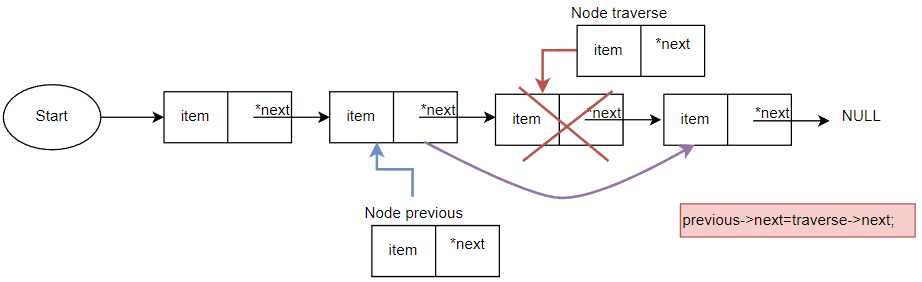 Node traverse
item *next
Start
item *next
item *next
item *next
item *next
NULL
Node previous
item *next
previous->next=traverse->next;